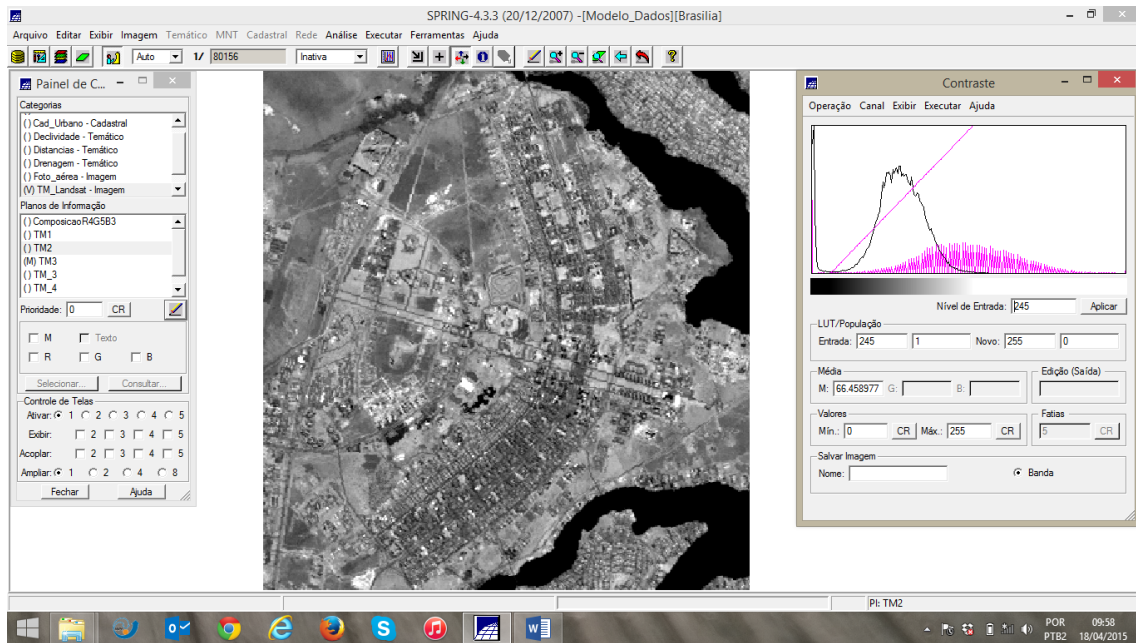 SPRING-4.3.3 (20/12/2007) -[Modelo_Dados][Brasilia]
Arquivo Editar Exibir Imagem Temático MNT Cadastral Rede Análise Executar Ferramentas Ajuda
Auto 1/ 80156 Inativa
Painel de C...
Categorias
() Cad_Urbano - Cadastral
() Declividade - Temático
() Distancias - Temático
() Drenagem - Temático
() Foto_aérea - Imagem
(V) TM_Landsat - Imagem
Planos de Informação
() ComposicaoR4G5B3
() TM1
() TM2
(M) TM3
() TM_3
() TM_4
Prioridade: 0 CR
M Texto
R G B
Selecionar... Consultar...
Controle de Telas
Ativar: 1 2 3 4 5
Exibir: 2 3 4 5
Acoplar: 2 3 4 5
Ampliar: 1 2 4 8
Fechar Ajuda
Contraste
Operação Canal Exibir Executar Ajuda
Nível de Entrada: 245 Aplicar
LUT/População
Entrada: 245 1 Novo: 255 0
Média
M: 66.458977 G: B:
Edição (Saída)
Valores
Mín.: 0 CR Máx.: 255 CR
Fatias
5 CR
Salvar Imagem
Nome: Banda
PI: TM2
POR
PTB2
09:58
18/04/2015